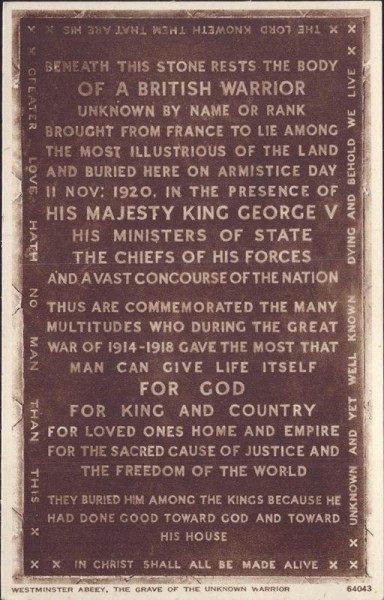 THE LORD KNOWETH THEM THAT ARE HIS
GREATER LOVE HATH NO MAN THAN THIS
BENEATH THIS STONE RESTS THE BODY
OF A BRITISH WARRIOR
UNKNOWN BY NAME OR RANK
BROUGHT FROM FRANCE TO LIE AMONG
THE MOST ILLUSTRIOUS OF THE LAND
AND BURIED HERE ON ARMISTICE DAY
11 NOV: 1920, IN THE PRESENCE OF
HIS MAJESTY KING GEORGE V
HIS MINISTERS OF STATE
THE CHIEFS OF HIS FORCES
AND A VAST CONCOURSE OF THE NATION
THUS ARE COMMEMORATED THE MANY
MULTITUDES WHO DURING THE GREAT
WAR OF 1914-1918 GAVE THE MOST THAT
MAN CAN GIVE LIFE ITSELF
FOR GOD
FOR KING AND COUNTRY
FOR LOVED ONES HOME AND EMPIRE
FOR THE SACRED CAUSE OF JUSTICE AND
THE FREEDOM OF THE WORLD
THEY BURIED HIM AMONG THE KINGS BECAUSE HE
HAD DONE GOOD TOWARD GOD AND TOWARD
HIS HOUSE
UNKNOWN AND YET WELL KNOWN DYING AND BEHOLD WE LIVE
IN CHRIST SHALL ALL BE MADE ALIVE
WESTMINSTER ABBEY, THE GRAVE OF THE UNKNOWN WARRIOR 64043